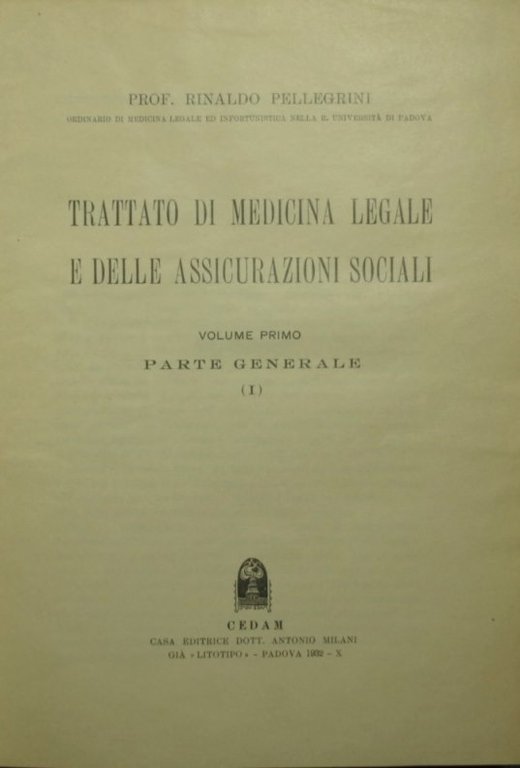 PROF. RINALDO PELLEGRINI
ORDINARIO DI MEDICINA LEGALE ED INFORTUNISTICA NELLA R. UNIVERSITÀ DI PADOVA
TRATTATO DI MEDICINA LEGALE
E DELLE ASSICURAZIONI SOCIALI
VOLUME PRIMO
PARTE GENERALE
(I)
CEDAM
CASA EDITRICE DOTT. ANTONIO MILANI
GIÀ «LITOTIPO» - PADOVA 1932 - X